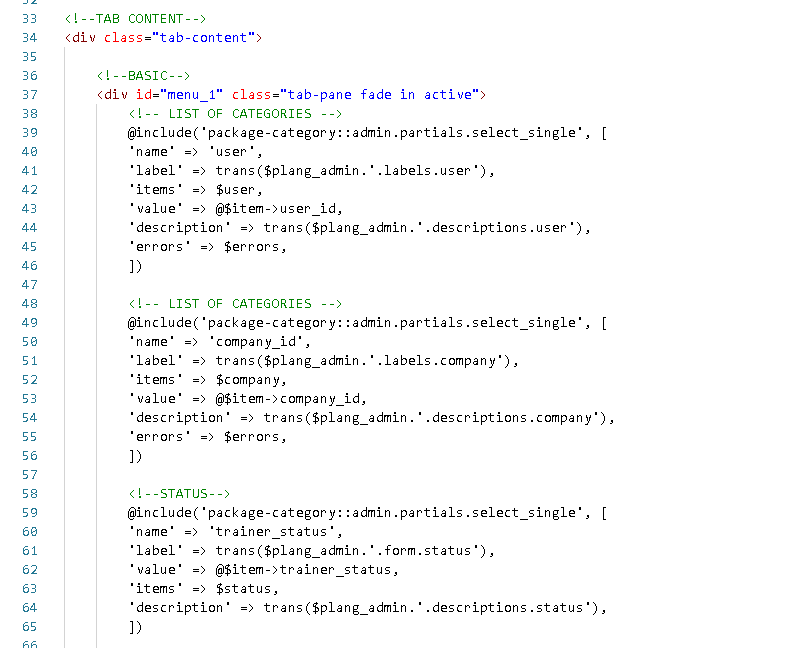 33 <!--TAB CONTENT-->
34 <div class="tab-content">
35
36 <!--BASIC-->
37 <div id="menu_1" class="tab-pane fade in active">
38 <!-- LIST OF CATEGORIES -->
39 @include('package-category::admin.partials.select_single', [
40 'name' => 'user',
41 'label' => trans($plang_admin.'.labels.user'),
42 'items' => $user,
43 'value' => @$item->user_id,
44 'description' => trans($plang_admin.'.descriptions.user'),
45 'errors' => $errors,
46 ])
47
48 <!-- LIST OF CATEGORIES -->
49 @include('package-category::admin.partials.select_single', [
50 'name' => 'company_id',
51 'label' => trans($plang_admin.'.labels.company'),
52 'items' => $company,
53 'value' => @$item->company_id,
54 'description' => trans($plang_admin.'.descriptions.company'),
55 'errors' => $errors,
56 ])
57
58 <!--STATUS-->
59 @include('package-category::admin.partials.select_single', [
60 'name' => 'trainer_status',
61 'label' => trans($plang_admin.'.form.status'),
62 'value' => @$item->trainer_status,
63 'items' => $status,
64 'description' => trans($plang_admin.'.descriptions.status'),
65 ])
66